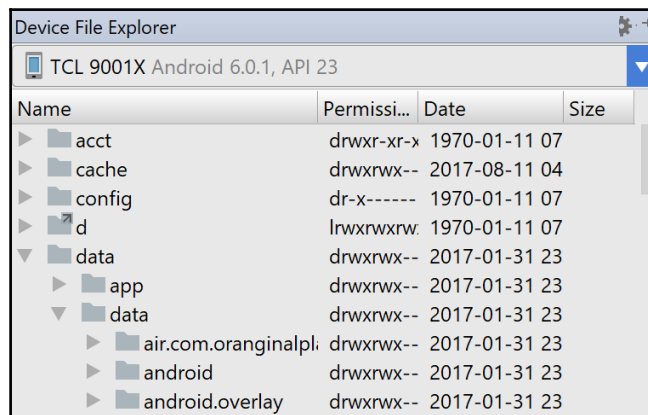 Device File Explorer
TCL 9001X Android 6.0.1, API 23
Name Permissi... Date Size
acct drwxr-xr-x 1970-01-11 07
cache drwxrwx-- 2017-08-11 04
config dr-x------ 1970-01-11 07
d lrwxrwxrw: 1970-01-11 07
data drwxrwx-- 2017-01-31 23
app drwxrwx-- 2017-01-31 23
data drwxrwx-- 2017-01-31 23
air.com.oranginalpl drwxrwx-- 2017-01-31 23
android drwxrwx-- 2017-01-31 23
android.overlay drwxrwx-- 2017-01-31 23